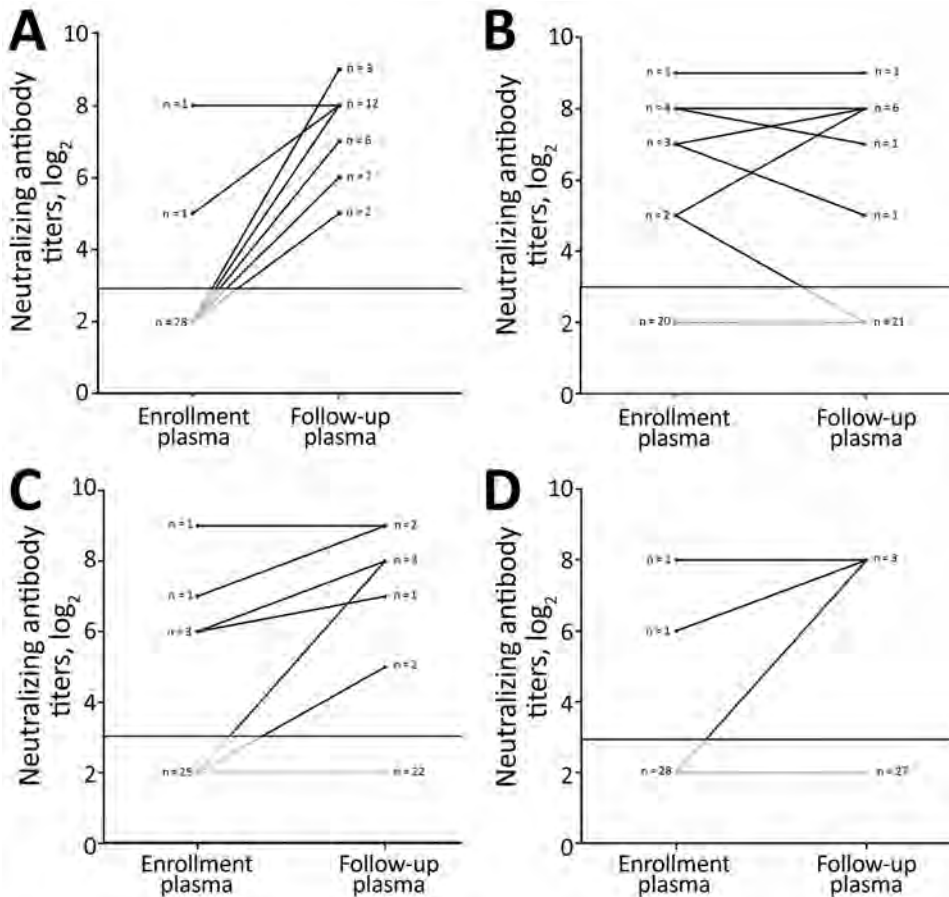 A
Neutralizing antibody
titers, log2
10
8
6
4
2
0
n=1
n=1
n=28
n=3
n=12
n=6
n=7
n=2
Enrollment
plasma
Follow-up
plasma
B
Neutralizing antibody
titers, log2
10
8
6
4
2
0
n=1
n=4
n=3
n=2
n=20
n=1
n=6
n=1
n=1
n=21
Enrollment
plasma
Follow-up
plasma
C
Neutralizing antibody
titers, log2
10
8
6
4
2
0
n=1
n=1
n=3
n=25
n=2
n=3
n=1
n=2
n=22
Enrollment
plasma
Follow-up
plasma
D
Neutralizing antibody
titers, log2
10
8
6
4
2
0
n=1
n=1
n=28
n=3
n=27
Enrollment
plasma
Follow-up
plasma